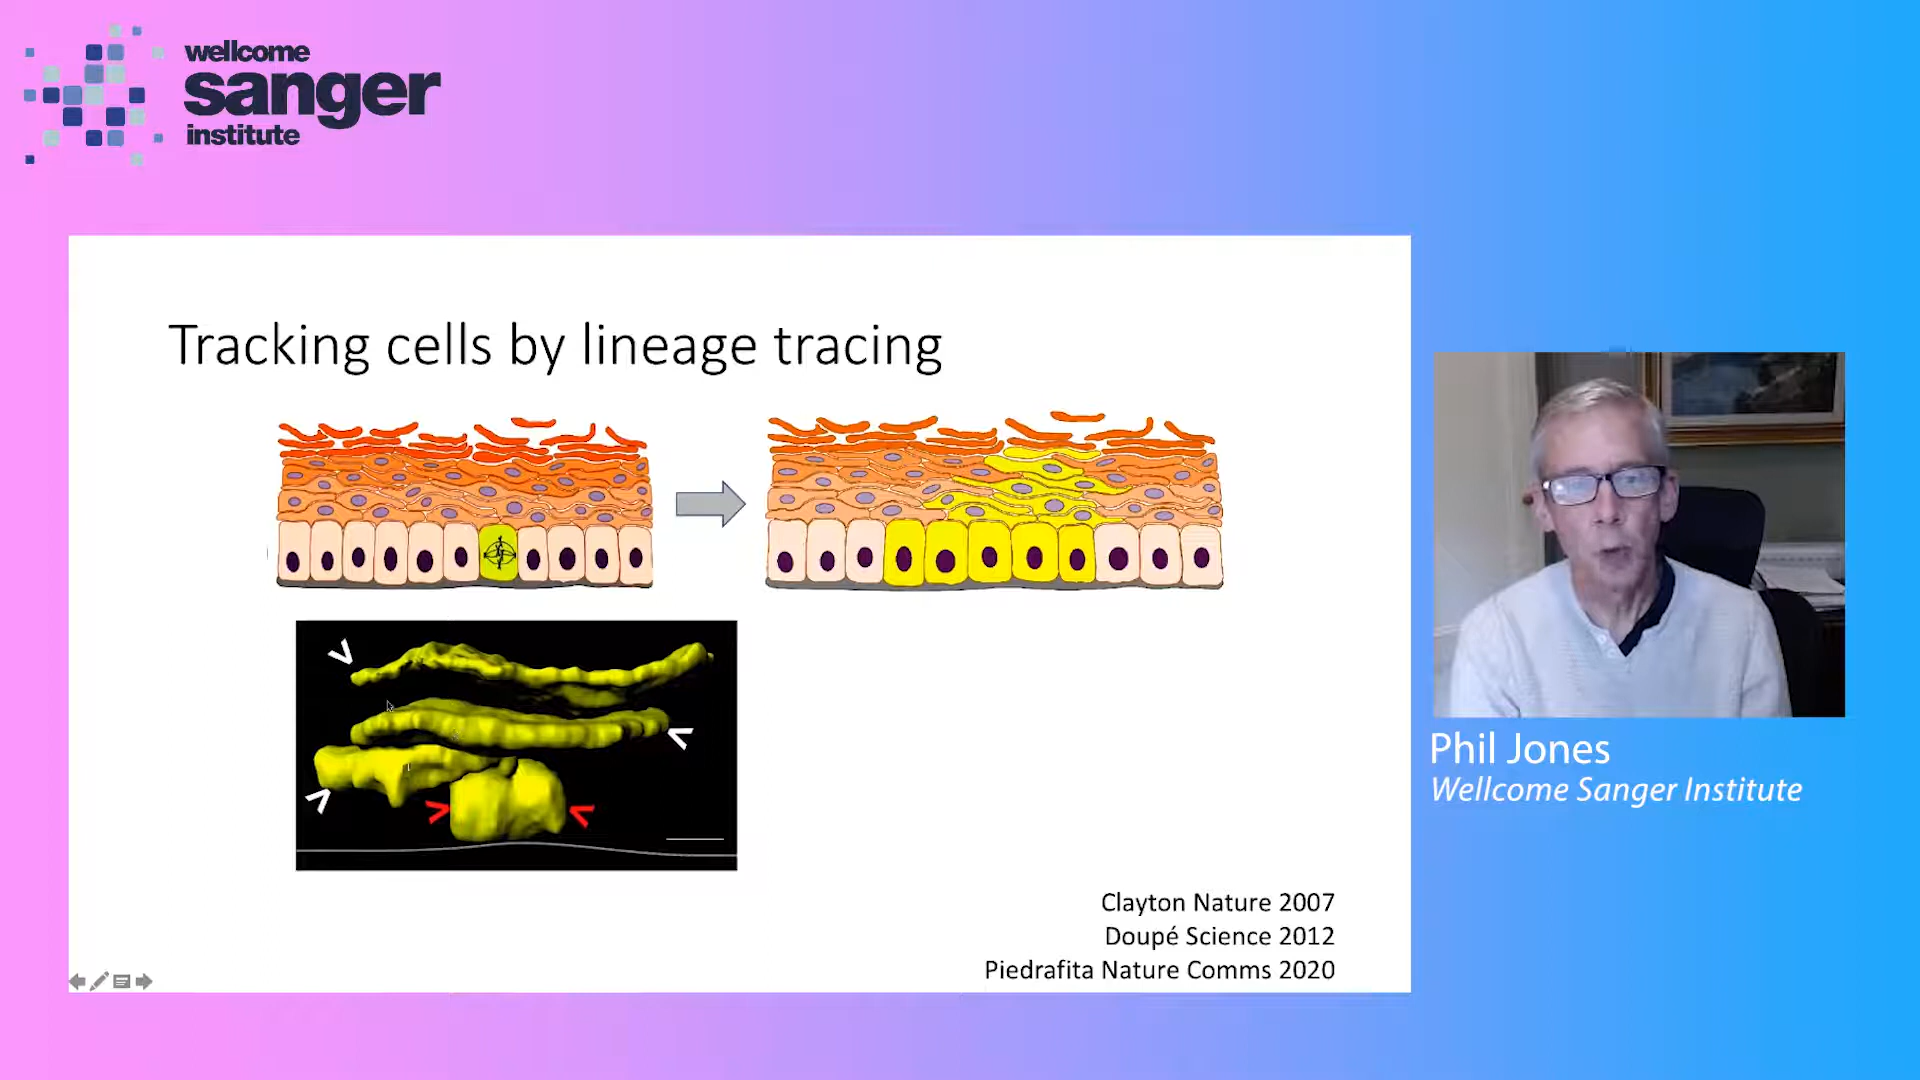 wellcome
sanger
institute
Tracking cells by lineage tracing
Clayton Nature 2007
Doupé Science 2012
Piedrafita Nature Comms 2020
Phil Jones
Wellcome Sanger Institute